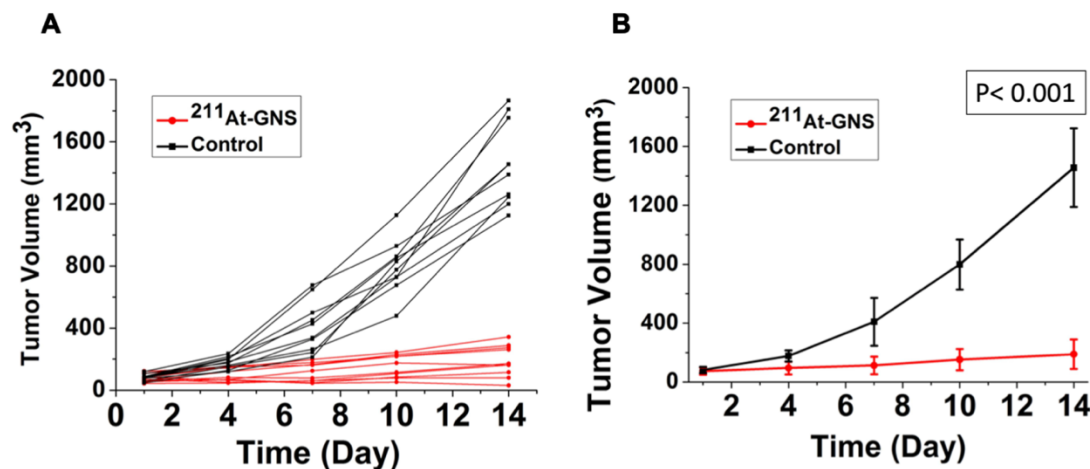 A
B
2000
1600
1200
800
400
0
Tumor Volume (mm³)
²¹¹At-GNS
Control
0 2 4 6 8 10 12 14
Time (Day)
2000
1600
1200
800
400
0
Tumor Volume (mm³)
²¹¹At-GNS
Control
P< 0.001
2 4 6 8 10 12 14
Time (Day)